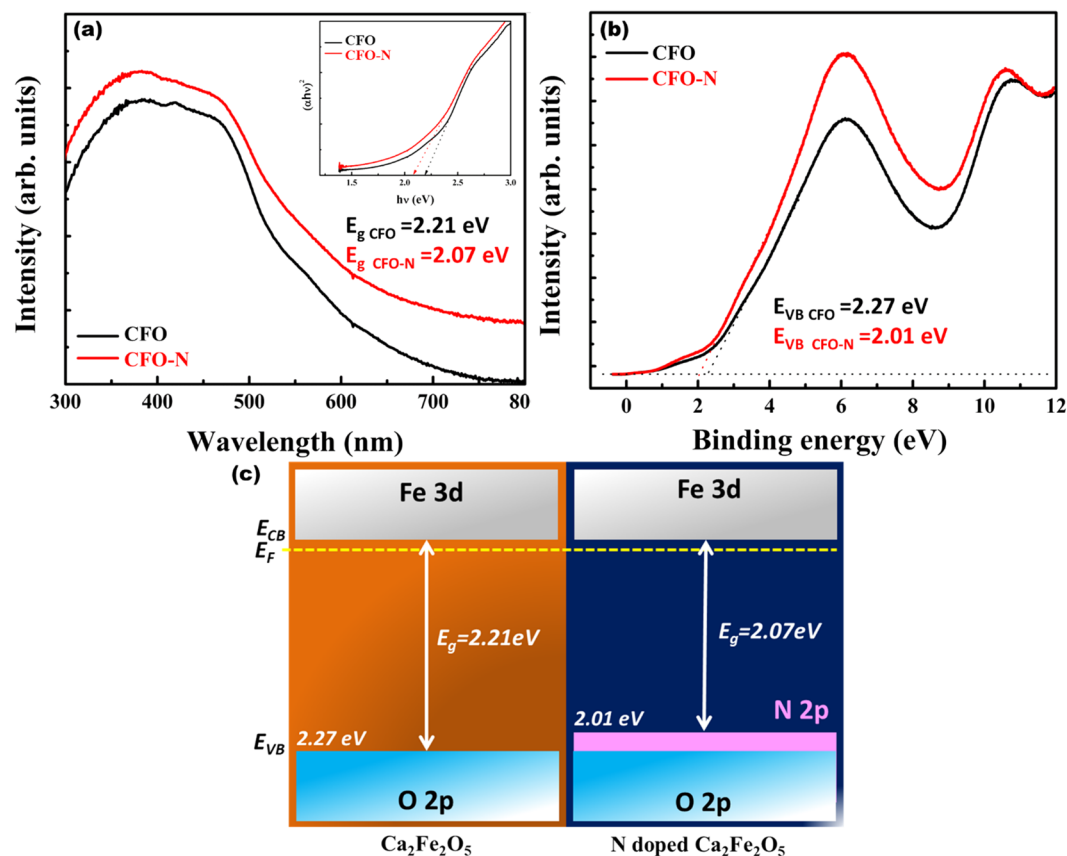 (a)
CFO
CFO-N
(αhν)²
1.5 2.0 2.5 3.0
hν (eV)
E_g CFO =2.21 eV
E_g CFO-N =2.07 eV
CFO
CFO-N
Intensity (arb. units)
300 400 500 600 700 80
Wavelength (nm)
(b)
CFO
CFO-N
E_VB CFO =2.27 eV
E_VB CFO-N =2.01 eV
Intensity (arb. units)
0 2 4 6 8 10 12
Binding energy (eV)
(c)
Fe 3d
Fe 3d
E_CB
E_F
E_g=2.21eV
E_g=2.07eV
N 2p
2.27 eV
2.01 eV
E_VB
O 2p
O 2p
Ca₂Fe₂O₅
N doped Ca₂Fe₂O₅